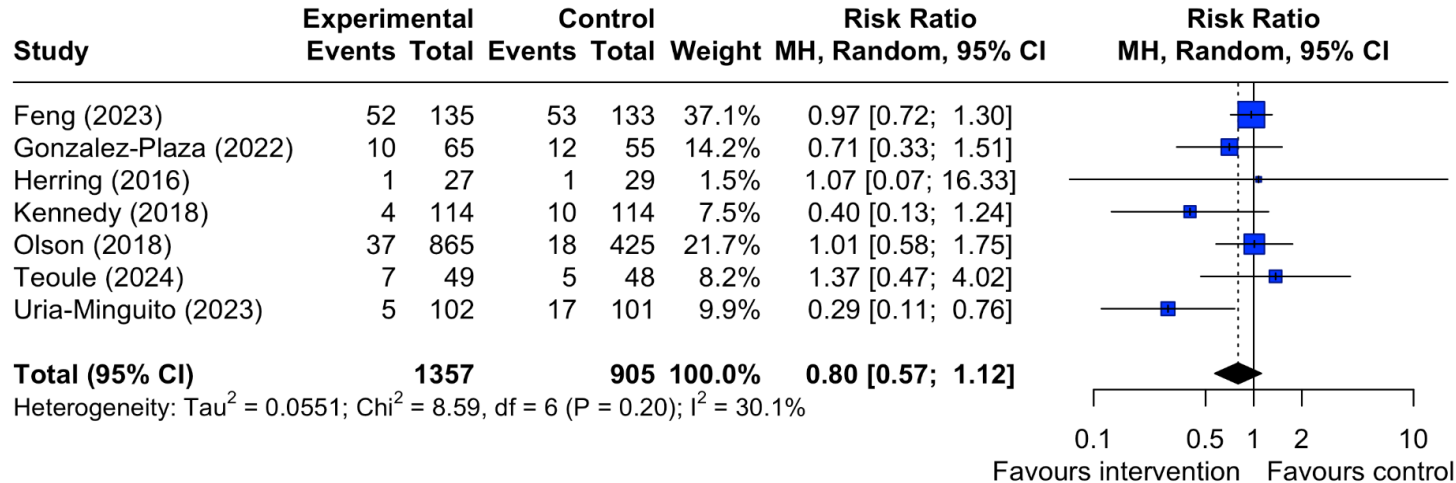 Experimental Control Risk Ratio Risk Ratio
Study Events Total Events Total Weight MH, Random, 95% CI MH, Random, 95% CI
Feng (2023) 52 135 53 133 37.1% 0.97 [0.72; 1.30]
Gonzalez-Plaza (2022) 10 65 12 55 14.2% 0.71 [0.33; 1.51]
Herring (2016) 1 27 1 29 1.5% 1.07 [0.07; 16.33]
Kennedy (2018) 4 114 10 114 7.5% 0.40 [0.13; 1.24]
Olson (2018) 37 865 18 425 21.7% 1.01 [0.58; 1.75]
Teoule (2024) 7 49 5 48 8.2% 1.37 [0.47; 4.02]
Uria-Minguito (2023) 5 102 17 101 9.9% 0.29 [0.11; 0.76]
Total (95% CI) 1357 905 100.0% 0.80 [0.57; 1.12]
Heterogeneity: Tau² = 0.0551; Chi² = 8.59, df = 6 (P = 0.20); I² = 30.1%
0.1 0.5 1 2 10
Favours intervention Favours control